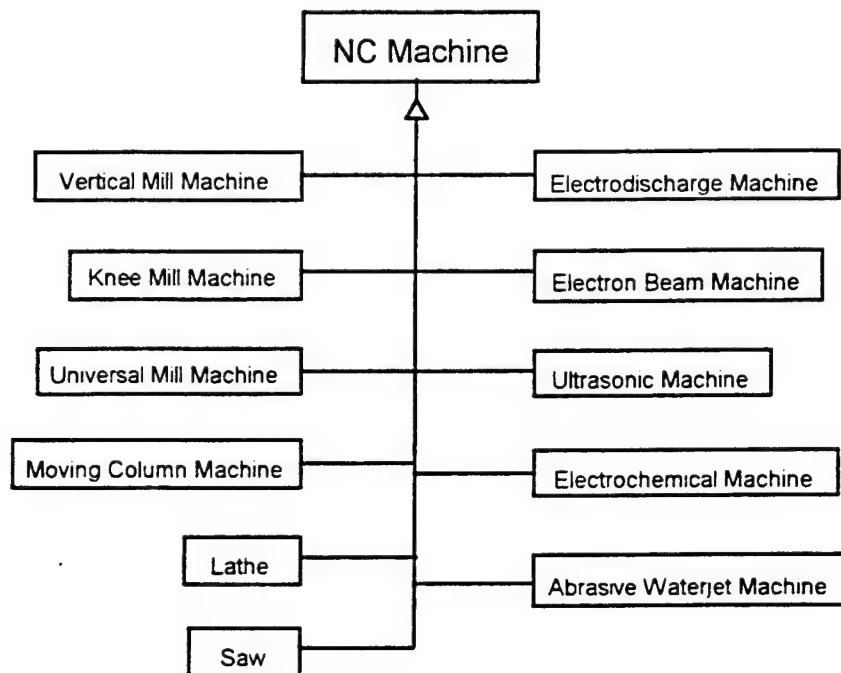 NC Machine
Vertical Mill Machine
Electrodischarge Machine
Knee Mill Machine
Electron Beam Machine
Universal Mill Machine
Ultrasonic Machine
Moving Column Machine
Electrochemical Machine
Lathe
Abrasive Waterjet Machine
Saw